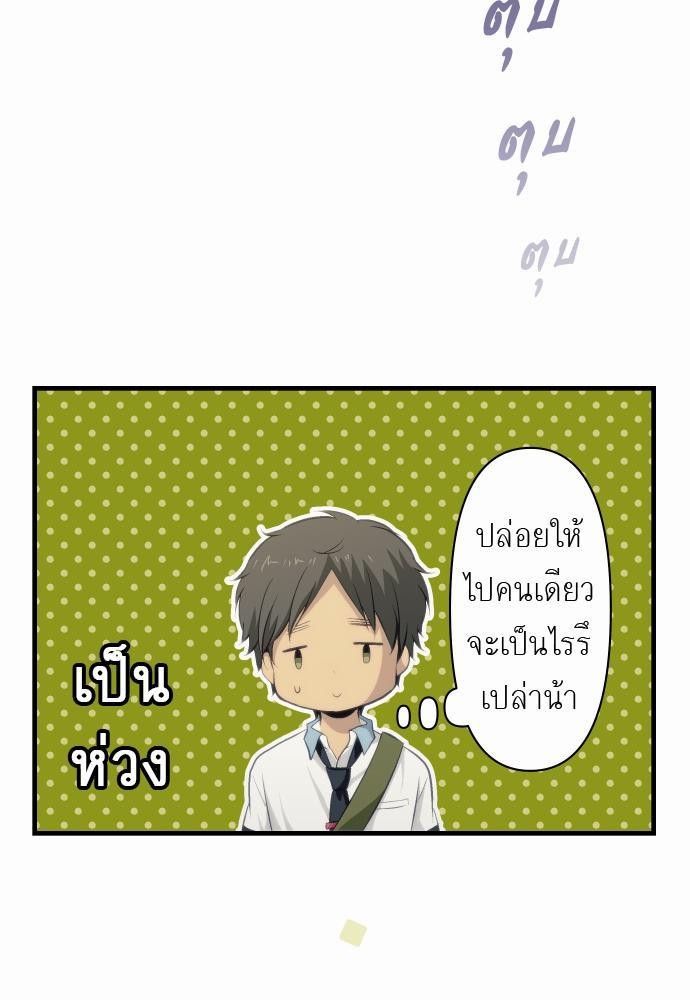 ตุบ
ตุบ
ตุบ
ปล่อยให้
ไปคนเดียว
จะเป็นไรรึ
เปล่าน้า
เป็น
ห่วง